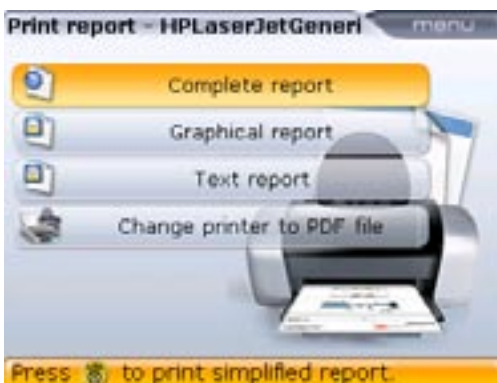 Print report - HPLaserJetGeneri menu
Complete report
Graphical report
Text report
Change printer to PDF file
Press to print simplified report.